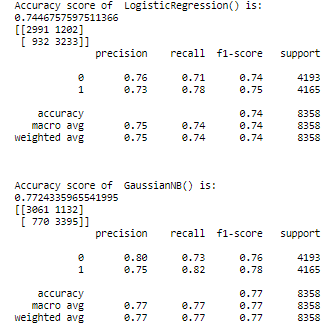 Accuracy score of  LogisticRegression() is:
0.7446757597511366
[[2991 1202]
 [ 932 3233]]
              precision    recall  f1-score   support

           0       0.76      0.71      0.74      4193
           1       0.73      0.78      0.75      4165

    accuracy                           0.74      8358
   macro avg       0.75      0.74      0.74      8358
weighted avg       0.75      0.74      0.74      8358

Accuracy score of  GaussianNB() is:
0.7724335965541995
[[3061 1132]
 [ 770 3395]]
              precision    recall  f1-score   support

           0       0.80      0.73      0.76      4193
           1       0.75      0.82      0.78      4165

    accuracy                           0.77      8358
   macro avg       0.77      0.77      0.77      8358
weighted avg       0.77      0.77      0.77      8358